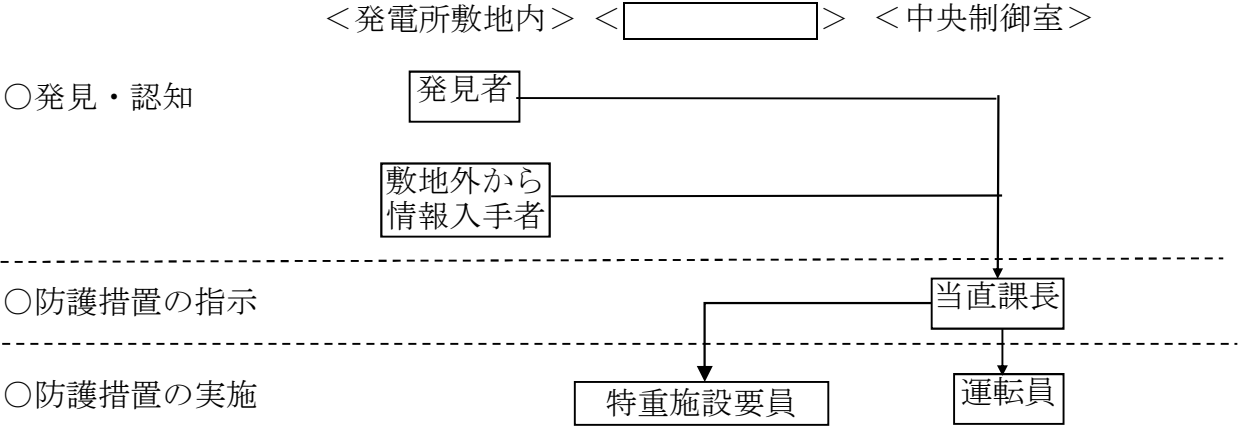 ＜発電所敷地内＞ ＜　　　　　　＞ ＜中央制御室＞
○発見・認知
発見者
敷地外から
情報入手者
○防護措置の指示
当直課長
○防護措置の実施
特重施設要員
運転員